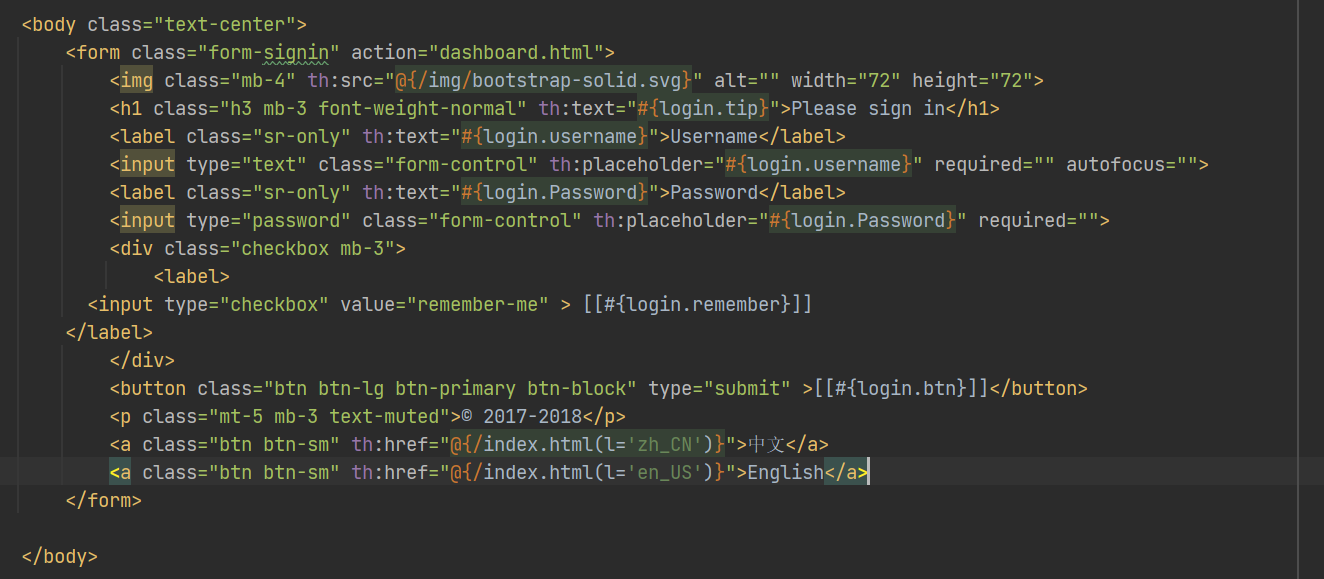 <body class="text-center">
<form class="form-signin" action="dashboard.html">
<img class="mb-4" th:src="@{/img/bootstrap-solid.svg}" alt="" width="72" height="72">
<h1 class="h3 mb-3 font-weight-normal" th:text="#{login.tip}">Please sign in</h1>
<label class="sr-only" th:text="#{login.username}">Username</label>
<input type="text" class="form-control" th:placeholder="#{login.username}" required="" autofocus="">
<label class="sr-only" th:text="#{login.Password}">Password</label>
<input type="password" class="form-control" th:placeholder="#{login.Password}" required="">
<div class="checkbox mb-3">
<label>
<input type="checkbox" value="remember-me" > [[#{login.remember}]]
</label>
</div>
<button class="btn btn-lg btn-primary btn-block" type="submit" >[[#{login.btn}]]</button>
<p class="mt-5 mb-3 text-muted">© 2017-2018</p>
<a class="btn btn-sm" th:href="@{/index.html(l='zh_CN')}">中文</a>
<a class="btn btn-sm" th:href="@{/index.html(l='en_US')}">English</a>
</form>
</body>